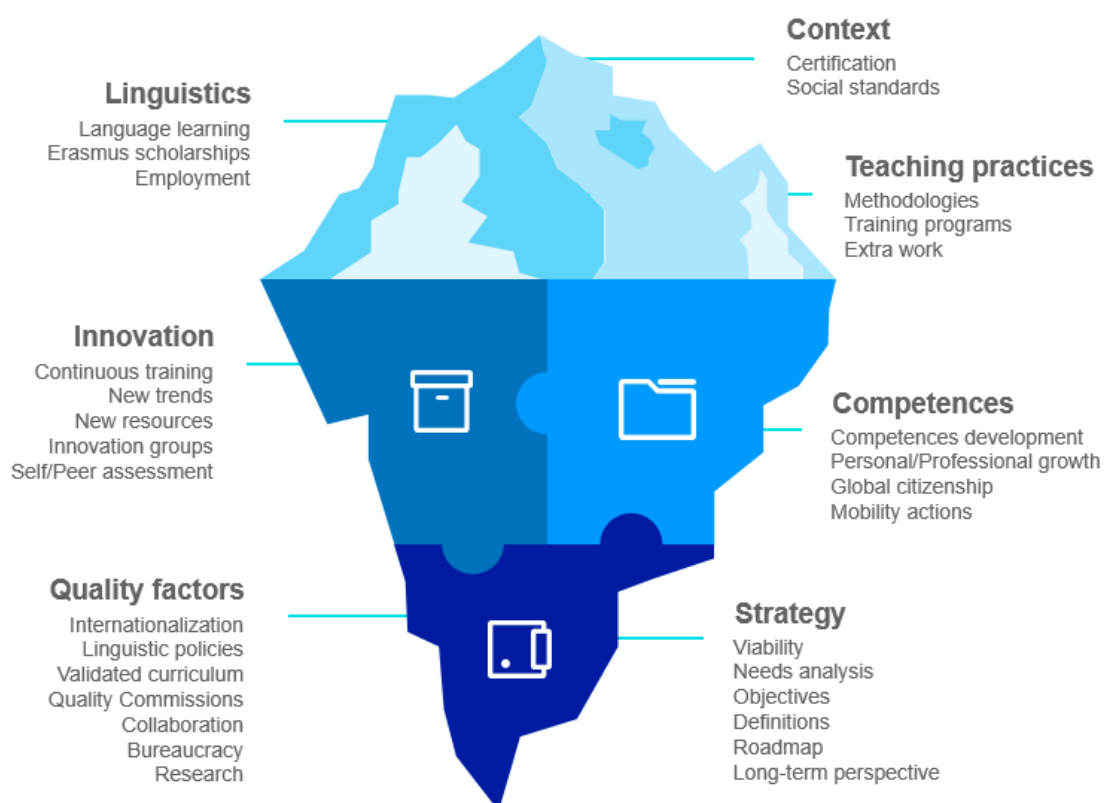 Context
Certification
Social standards
Linguistics
Language learning
Erasmus scholarships
Employment
Teaching practices
Methodologies
Training programs
Extra work
Innovation
Continuous training
New trends
New resources
Innovation groups
Self/Peer assessment
Competences
Competences development
Personal/Professional growth
Global citizenship
Mobility actions
Quality factors
Internationalization
Linguistic policies
Validated curriculum
Quality Commissions
Collaboration
Bureaucracy
Research
Strategy
Viability
Needs analysis
Objectives
Definitions
Roadmap
Long-term perspective